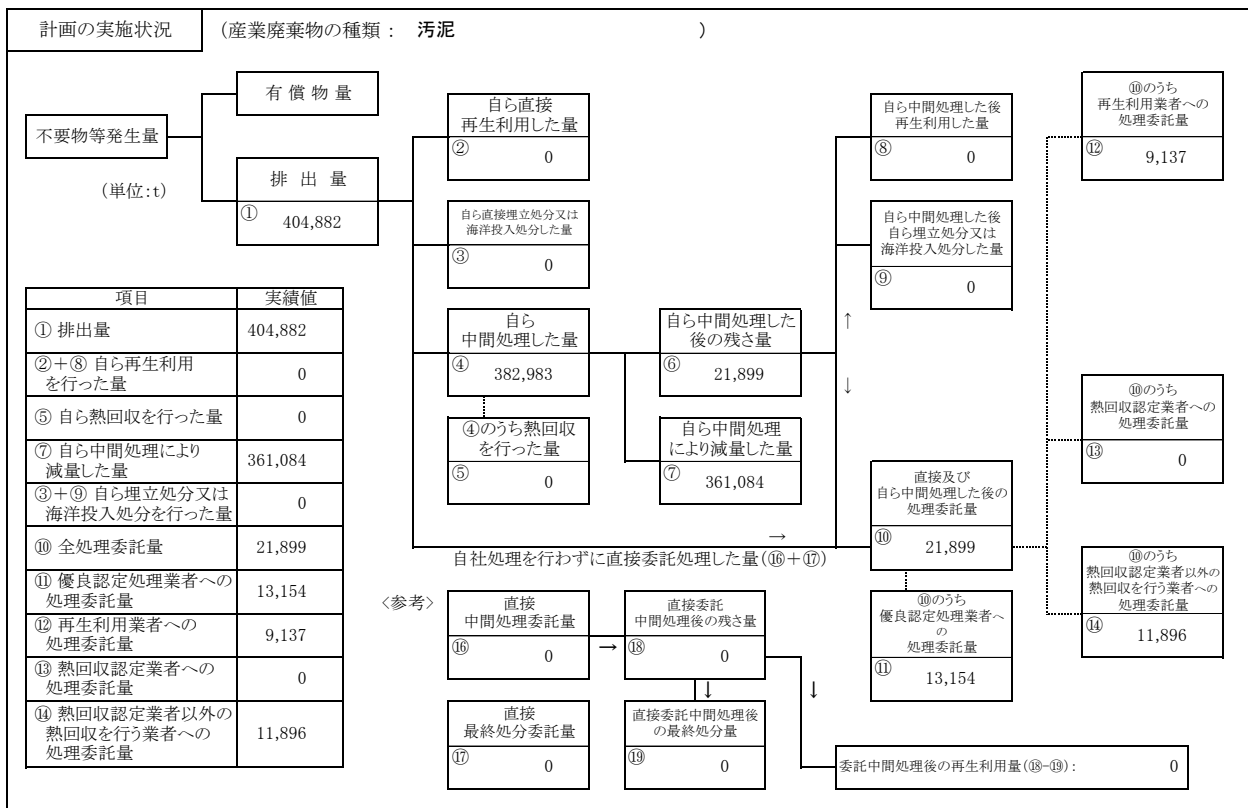 計画の実施状況
(産業廃棄物の種類： 汚泥 )
不要物等発生量
(単位:t)
有 償 物 量
排 出 量
① 404,882
自ら直接
再生利用した量
② 0
自ら直接埋立処分又は
海洋投入処分した量
③ 0
自ら
中間処理した量
④ 382,983
④のうち熱回収
を行った量
⑤ 0
自ら中間処理した
後の残さ量
⑥ 21,899
自ら中間処理
により減量した量
⑦ 361,084
自ら中間処理した後
再生利用した量
⑧ 0
自ら中間処理した後
自ら埋立処分又は
海洋投入処分した量
⑨ 0
↑
↓
直接及び
自ら中間処理した後の
処理委託量
⑩ 21,899
→
自社処理を行わずに直接委託処理した量(⑯＋⑰)
⑩のうち
優良認定処理業者へ
の
処理委託量
⑪ 13,154
⑩のうち
再生利用業者への
処理委託量
⑫ 9,137
⑩のうち
熱回収認定業者への
処理委託量
⑬ 0
⑩のうち
熱回収認定業者以外の
熱回収を行う業者への
処理委託量
⑭ 11,896
項目 実績値
① 排出量 404,882
②＋⑧ 自ら再生利用
を行った量 0
⑤ 自ら熱回収を行った量 0
⑦ 自ら中間処理により
減量した量 361,084
③＋⑨ 自ら埋立処分又は
海洋投入処分を行った量 0
⑩ 全処理委託量 21,899
⑪ 優良認定処理業者への
処理委託量 13,154
⑫ 再生利用業者への
処理委託量 9,137
⑬ 熱回収認定業者への
処理委託量 0
⑭ 熱回収認定業者以外の
熱回収を行う業者への
処理委託量 11,896
〈参考〉
直接
中間処理委託量
⑯ 0
→
直接委託
中間処理後の残さ量
⑱ 0
↓
↓
直接
最終処分委託量
⑰ 0
直接委託中間処理後
の最終処分量
⑲ 0
委託中間処理後の再生利用量(⑱-⑲)： 0